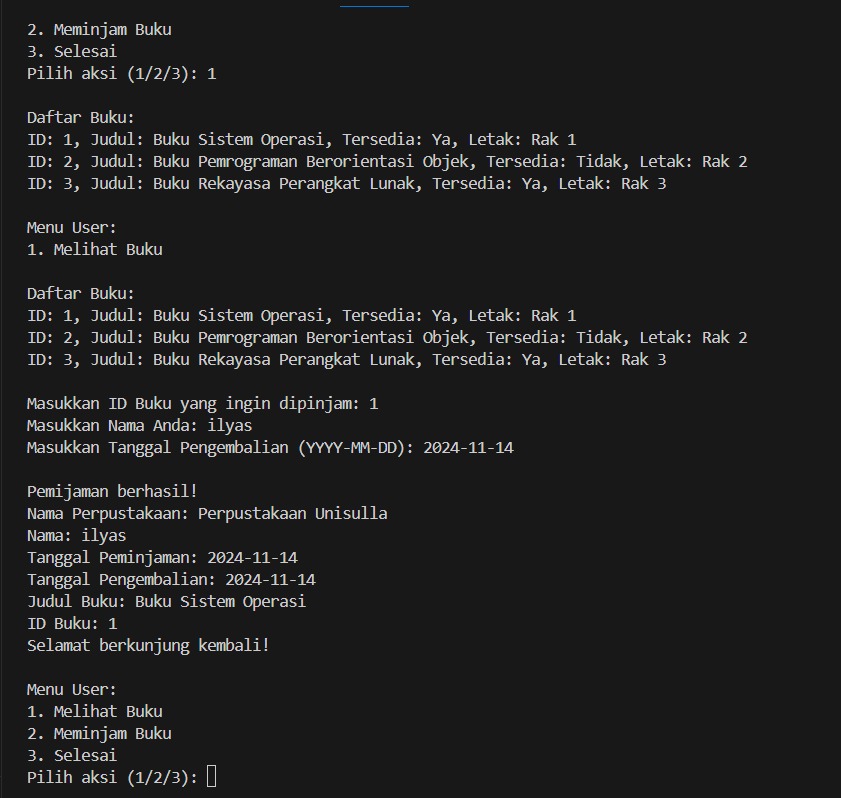 2. Meminjam Buku
3. Selesai
Pilih aksi (1/2/3): 1
Daftar Buku:
ID: 1, Judul: Buku Sistem Operasi, Tersedia: Ya, Letak: Rak 1
ID: 2, Judul: Buku Pemrograman Berorientasi Objek, Tersedia: Tidak, Letak: Rak 2
ID: 3, Judul: Buku Rekayasa Perangkat Lunak, Tersedia: Ya, Letak: Rak 3
Menu User:
1. Melihat Buku
Daftar Buku:
ID: 1, Judul: Buku Sistem Operasi, Tersedia: Ya, Letak: Rak 1
ID: 2, Judul: Buku Pemrograman Berorientasi Objek, Tersedia: Tidak, Letak: Rak 2
ID: 3, Judul: Buku Rekayasa Perangkat Lunak, Tersedia: Ya, Letak: Rak 3
Masukkan ID Buku yang ingin dipinjam: 1
Masukkan Nama Anda: ilyas
Masukkan Tanggal Pengembalian (YYYY-MM-DD): 2024-11-14
Pemijaman berhasil!
Nama Perpustakaan: Perpustakaan Unisulla
Nama: ilyas
Tanggal Peminjaman: 2024-11-14
Tanggal Pengembalian: 2024-11-14
Judul Buku: Buku Sistem Operasi
ID Buku: 1
Selamat berkunjung kembali!
Menu User:
1. Melihat Buku
2. Meminjam Buku
3. Selesai
Pilih aksi (1/2/3):